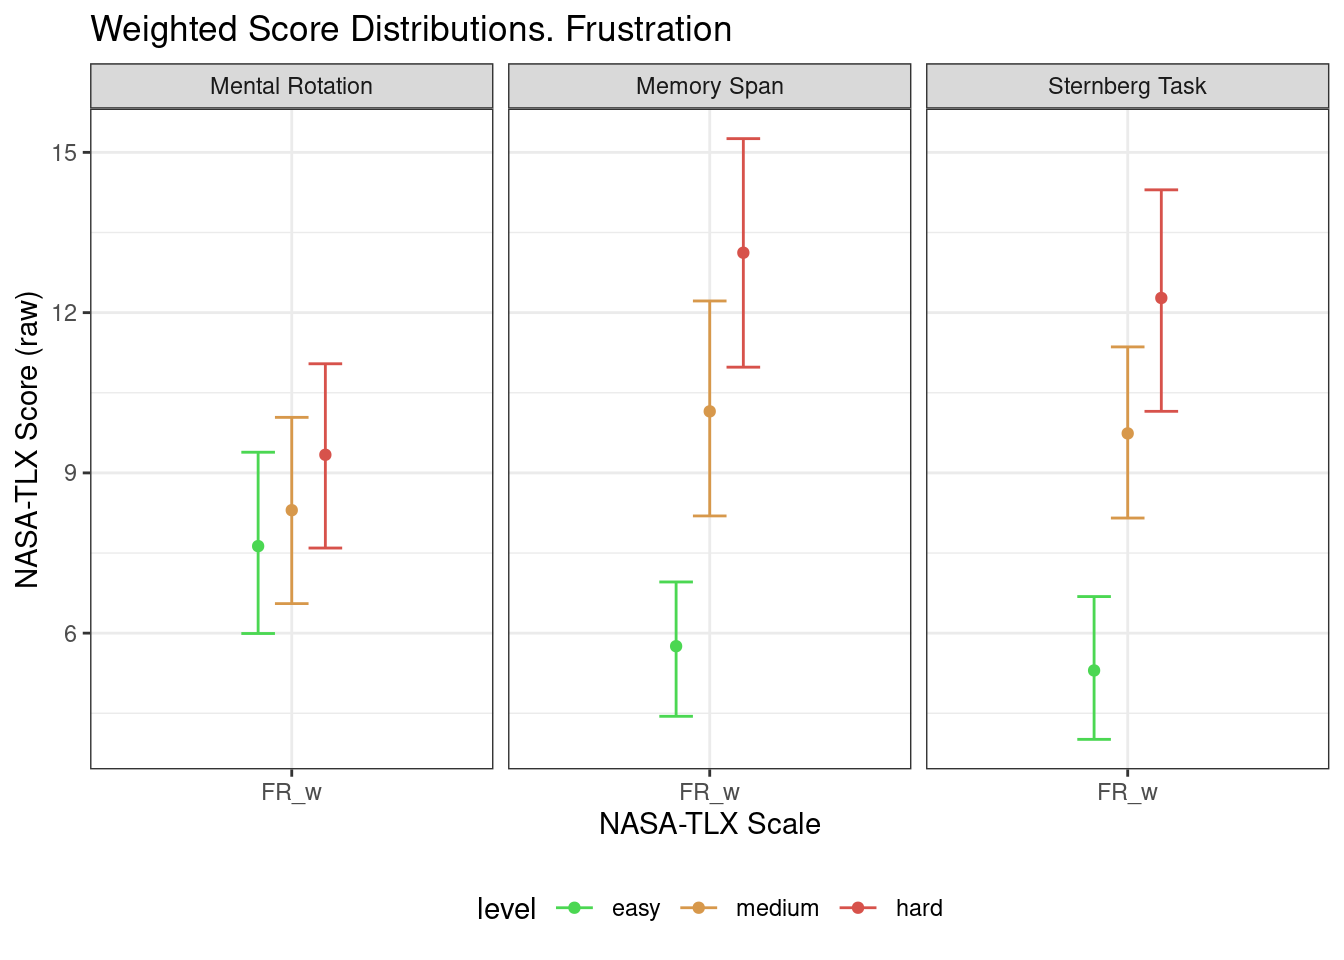 Weighted Score Distributions. Frustration
Mental Rotation
Memory Span
Sternberg Task
NASA-TLX Score (raw)
15
12
9
6
FR_w
FR_w
FR_w
NASA-TLX Scale
level easy medium hard